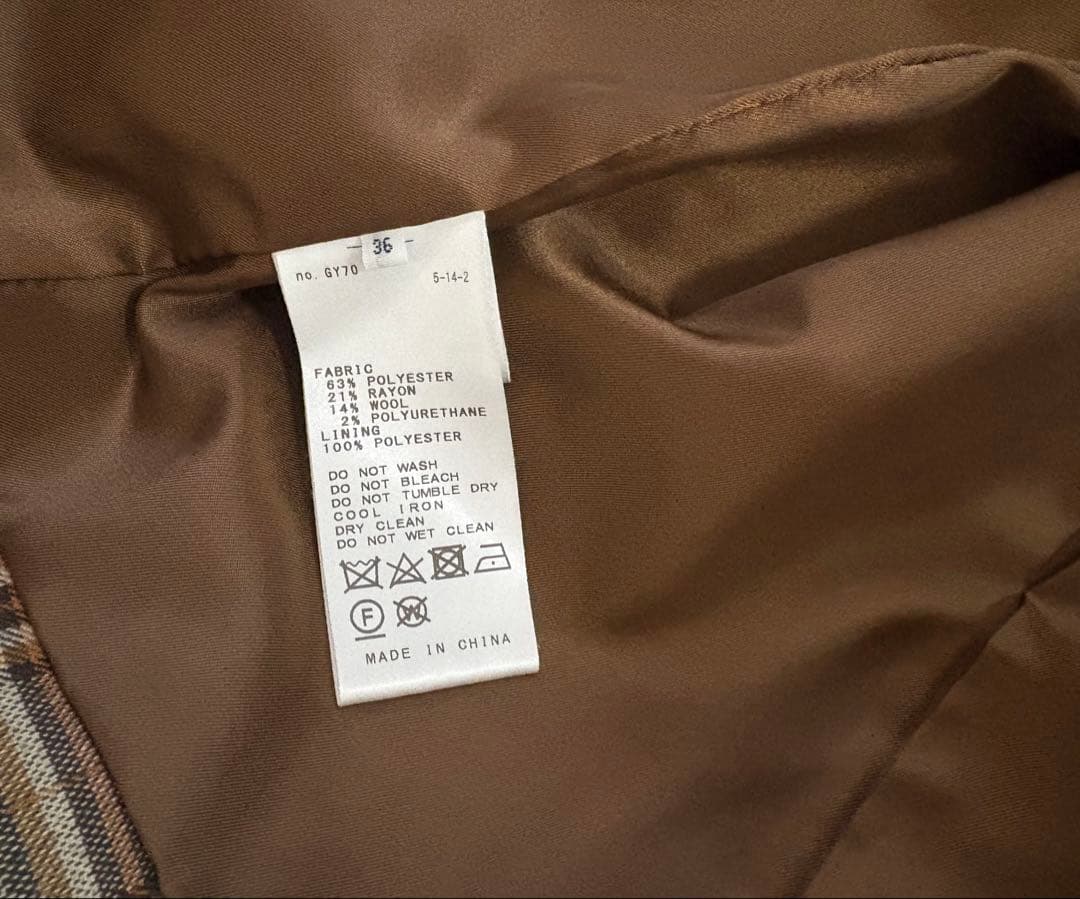 - 36 -
no. GY70 5-14-2
FABRIC
63% POLYESTER
21% RAYON
14% WOOL
2% POLYURETHANE
LINING
100% POLYESTER
DO NOT WASH
DO NOT BLEACH
DO NOT TUMBLE DRY
COOL IRON
DRY CLEAN
DO NOT WET CLEAN
F W
MADE IN CHINA